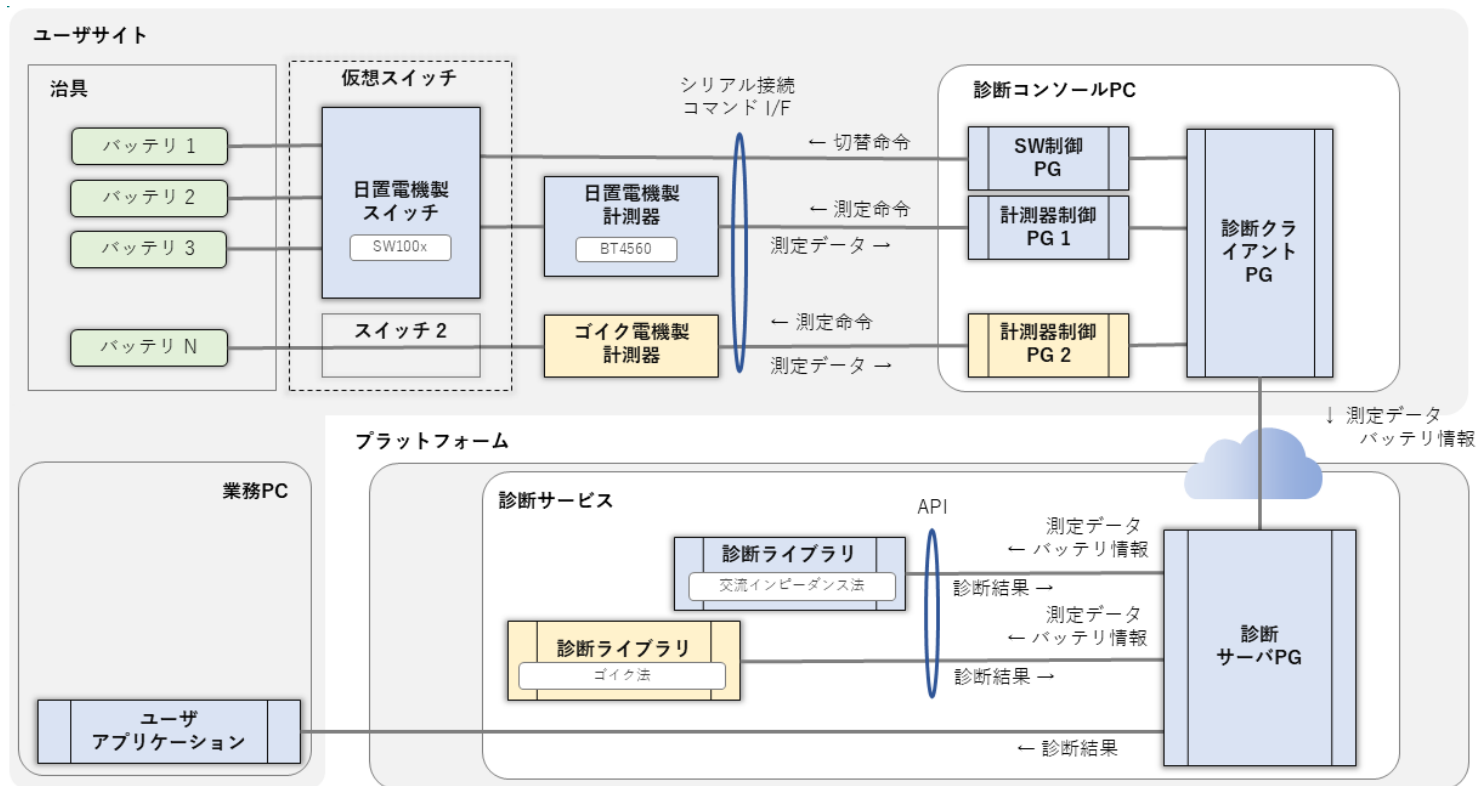 ユーザサイト
治具
バッテリ 1
バッテリ 2
バッテリ 3
バッテリ N
仮想スイッチ
日置電機製
スイッチ
SW100x
スイッチ 2
日置電機製
計測器
BT4560
ゴイク電機製
計測器
シリアル接続
コマンド I/F
← 切替命令
← 測定命令
測定データ →
← 測定命令
測定データ →
診断コンソールPC
SW制御
PG
計測器制御
PG 1
計測器制御
PG 2
診断クラ
イアント
PG
↓ 測定データ
バッテリ情報
プラットフォーム
業務PC
ユーザ
アプリケーション
診断サービス
診断ライブラリ
交流インピーダンス法
診断ライブラリ
ゴイク法
API
測定データ
← バッテリ情報
診断結果 →
測定データ
← バッテリ情報
診断結果 →
診断
サーバPG
← 診断結果